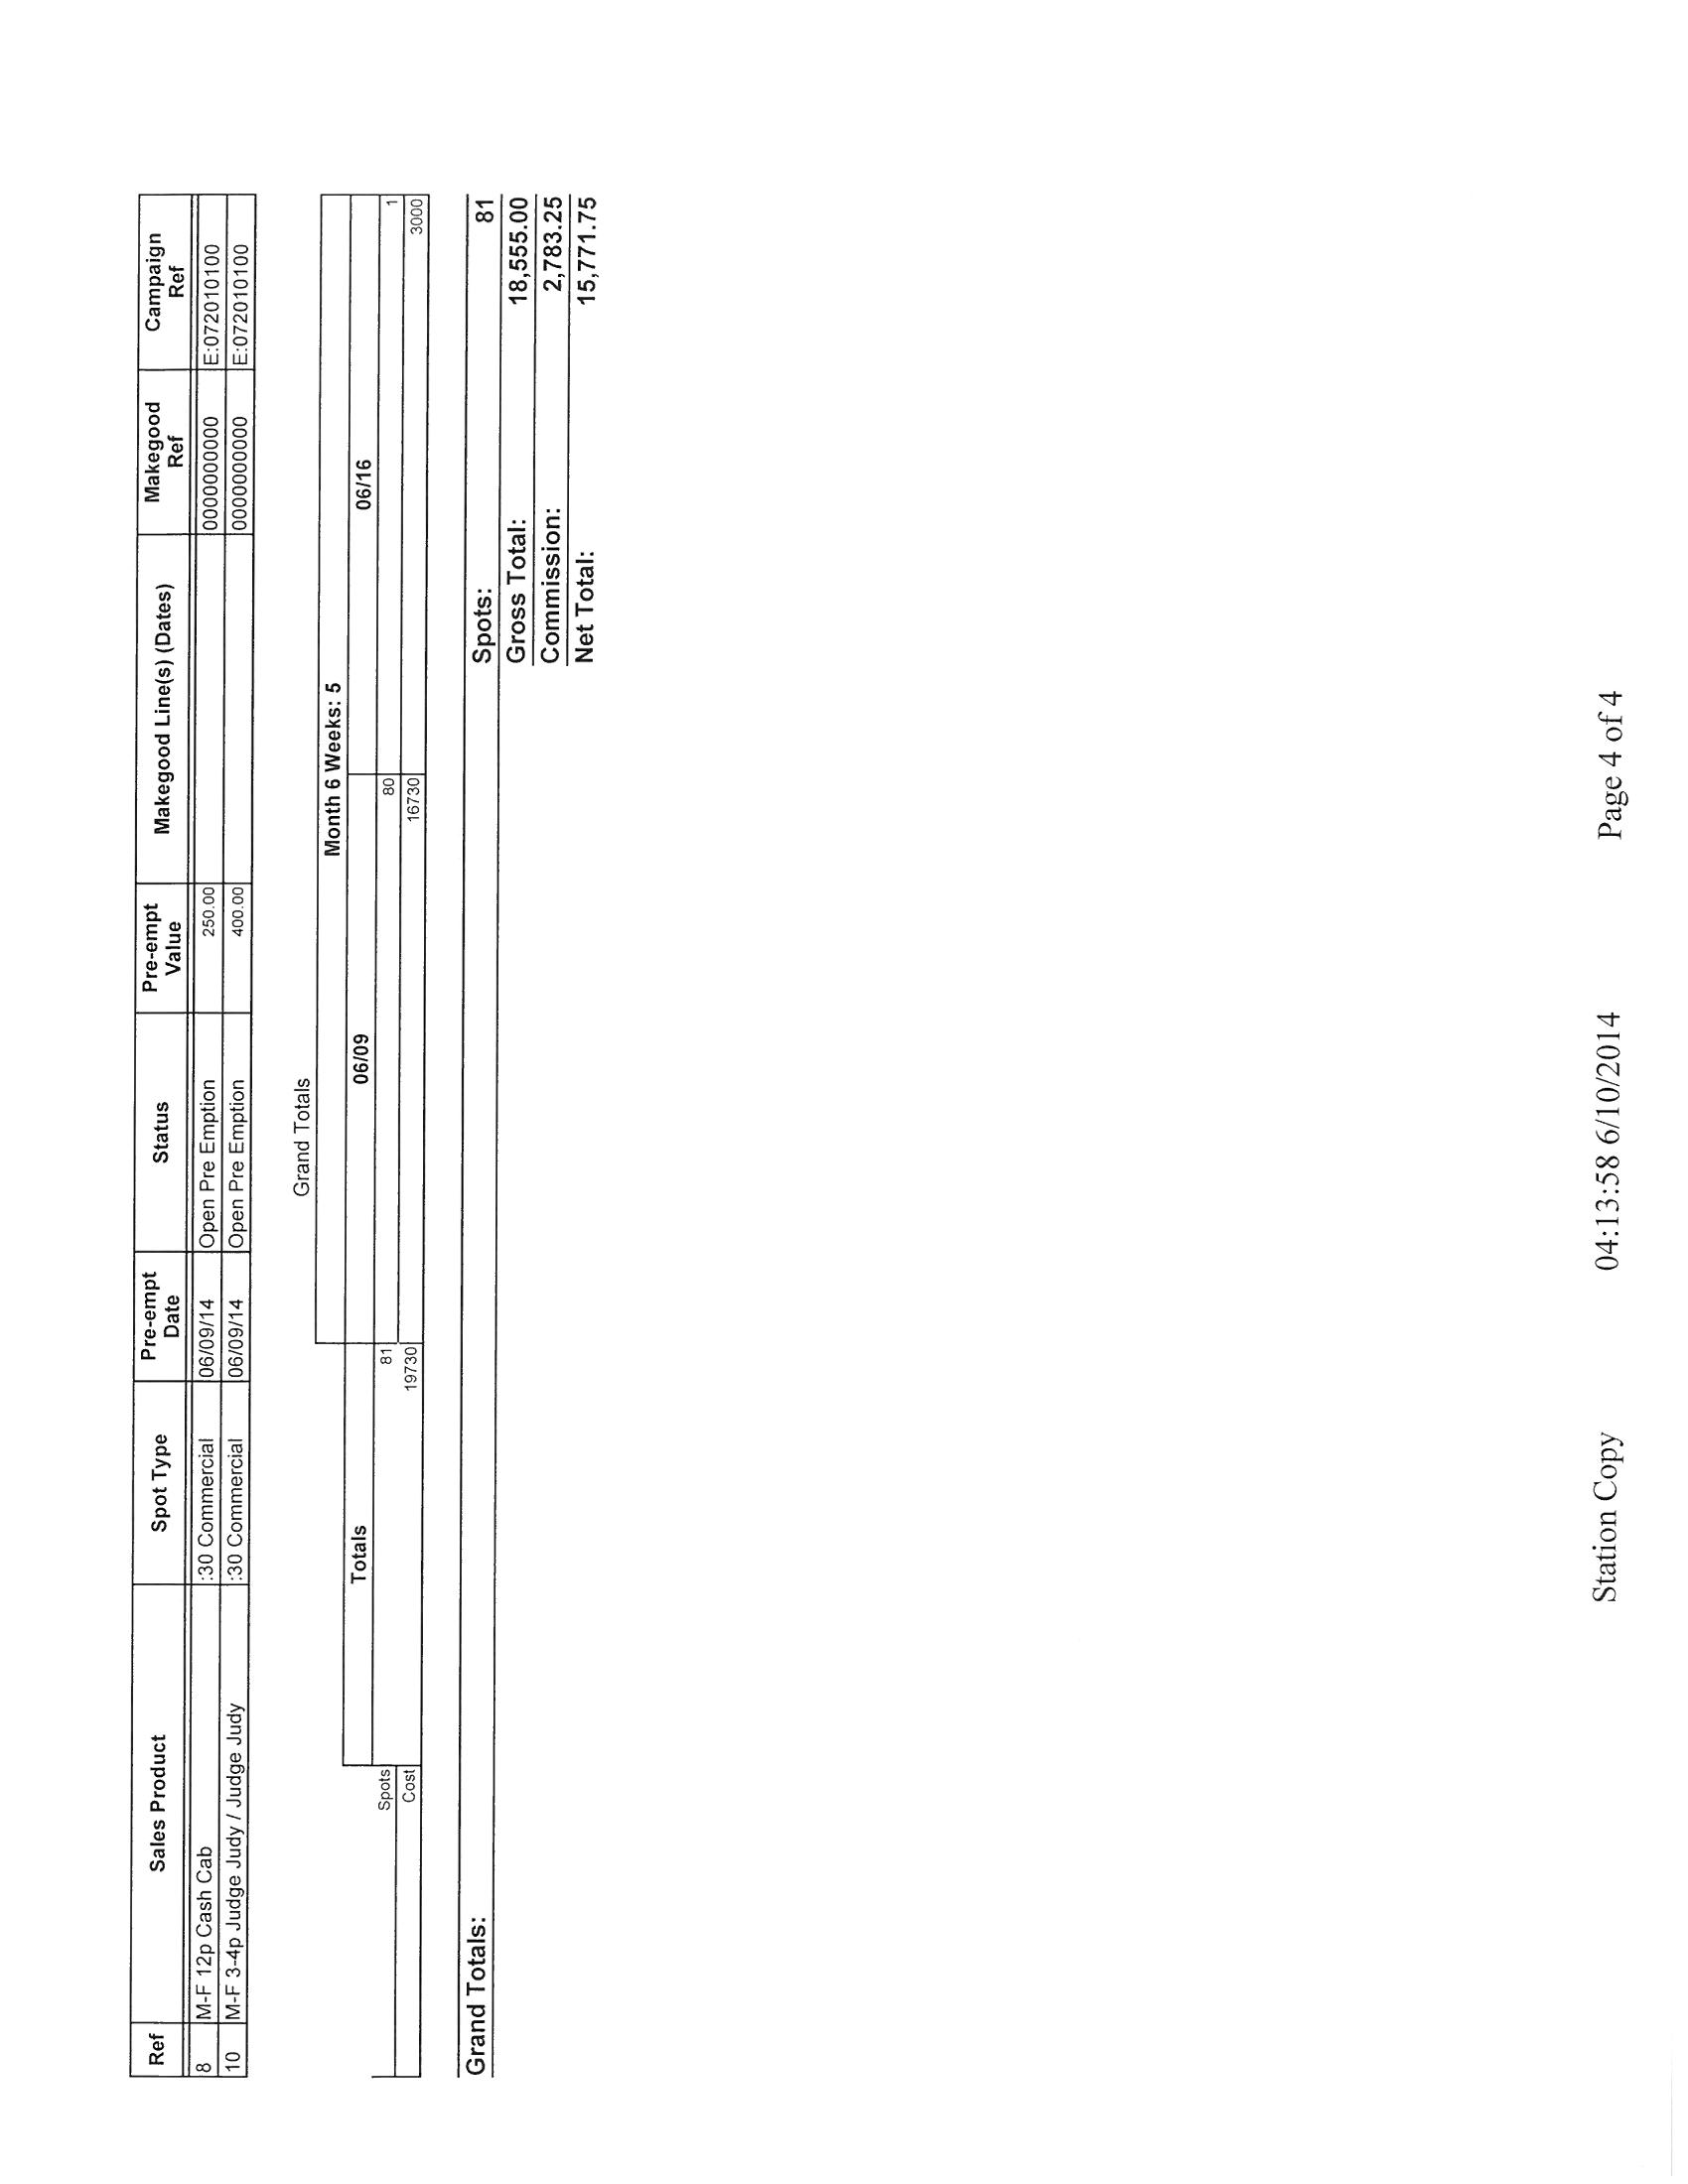 Ref Sales Product Spot Type Pre-empt Date Status Pre-empt Value Makegood Line(s) (Dates) Makegood Ref Campaign Ref
8 M-F 12p Cash Cab :30 Commercial 06/09/14 Open Pre Emption 250.00 0000000000 E:072010100
10 M-F 3-4p Judge Judy / Judge Judy :30 Commercial 06/09/14 Open Pre Emption 400.00 0000000000 E:072010100
Grand Totals
Month 6 Weeks: 5
Totals 06/09 06/16
Spots 81 80 1
Cost 19730 16730 3000
Grand Totals: Spots: 81
Gross Total: 18,555.00
Commission: 2,783.25
Net Total: 15,771.75
Station Copy 04:13:58 6/10/2014 Page 4 of 4